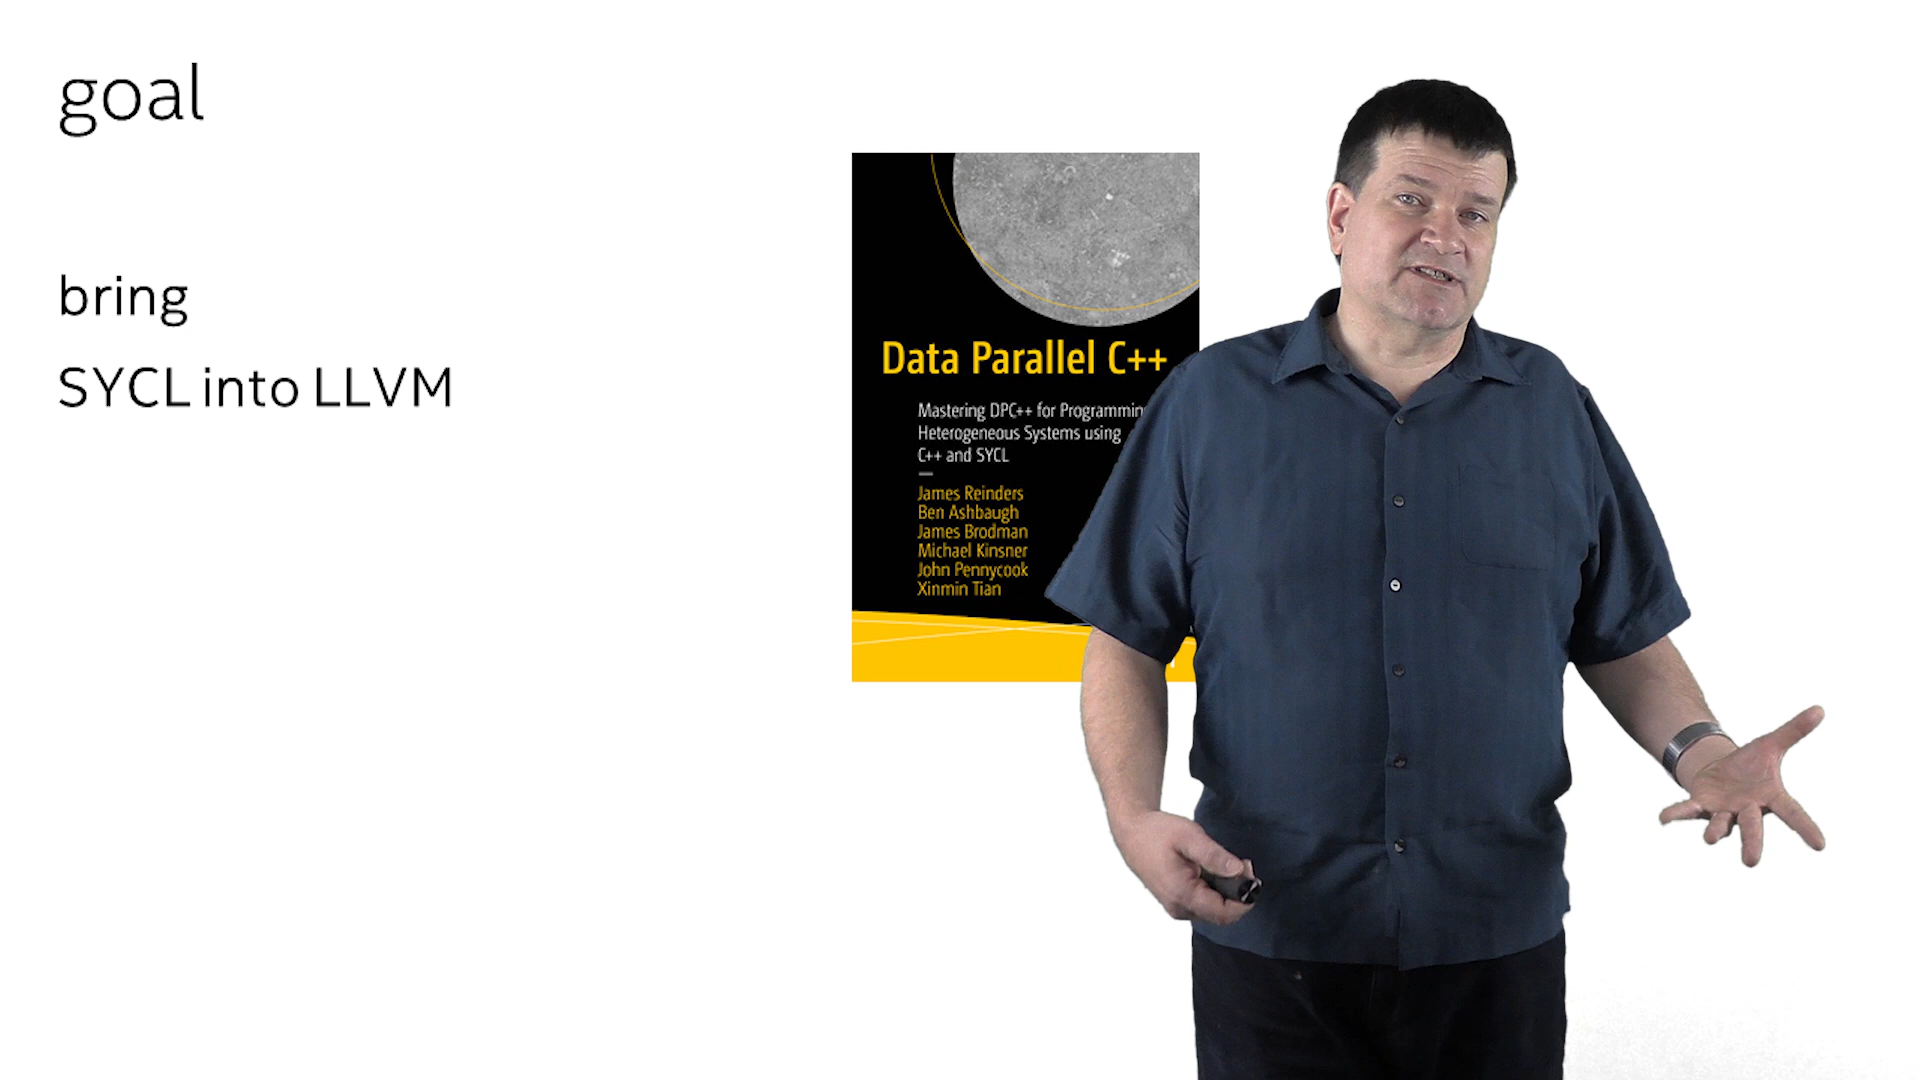 goal
bring
SYCL into LLVM
Data Parallel C++
Mastering DPC++ for
Heterogeneous Systems using
C++ and SYCL
James Reinders
Ben Ashbaugh
James Brodman
Michael Kinsner
John Pennycook
Xinmin Tian